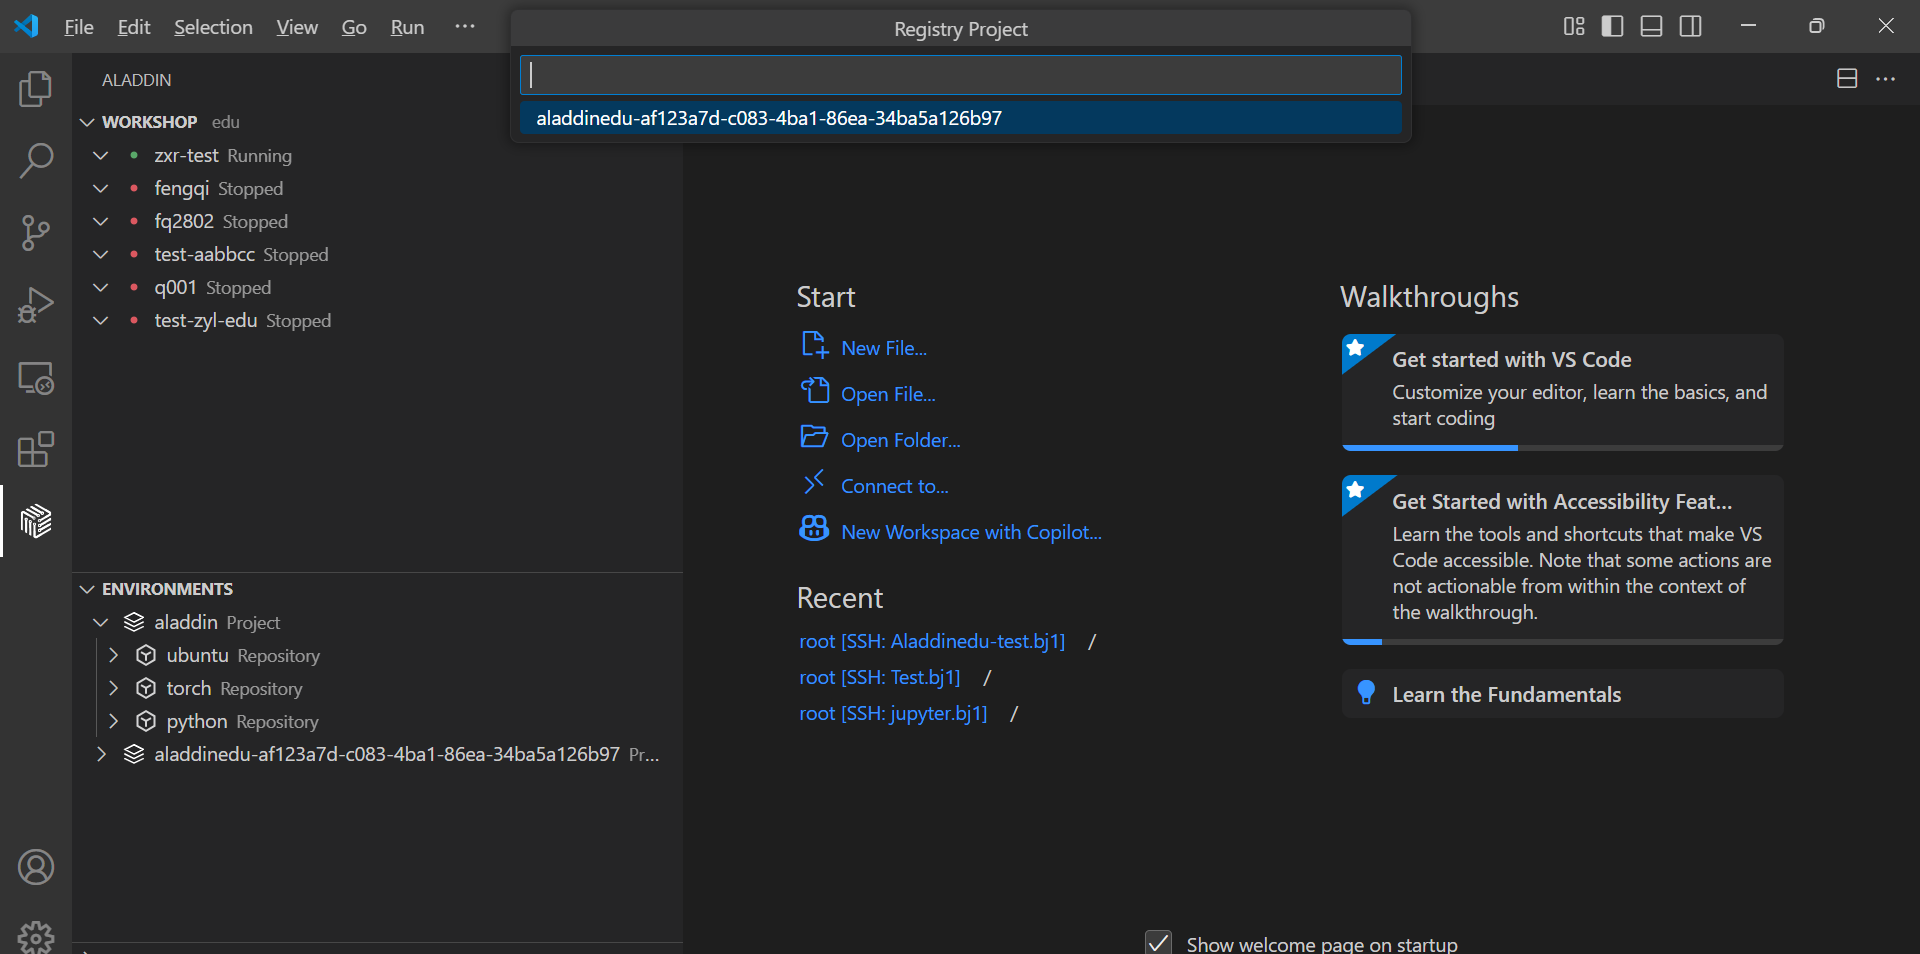 File Edit Selection View Go Run ···
Registry Project
aladdinedu-af123a7d-c083-4ba1-86ea-34ba5a126b97
ALADDIN
WORKSHOP edu
zxr-test Running
fengqi Stopped
fq2802 Stopped
test-aabbcc Stopped
q001 Stopped
test-zyl-edu Stopped
ENVIRONMENTS
aladdin Project
ubuntu Repository
torch Repository
python Repository
aladdinedu-af123a7d-c083-4ba1-86ea-34ba5a126b97 Pr...
Start
New File...
Open File...
Open Folder...
Connect to...
New Workspace with Copilot...
Recent
root [SSH: Aladdinedu-test.bj1] /
root [SSH: Test.bj1] /
root [SSH: jupyter.bj1] /
Walkthroughs
Get started with VS Code
Customize your editor, learn the basics, and
start coding
Get Started with Accessibility Feat...
Learn the tools and shortcuts that make VS
Code accessible. Note that some actions are
not actionable from within the context of
the walkthrough.
Learn the Fundamentals
Show welcome page on startup